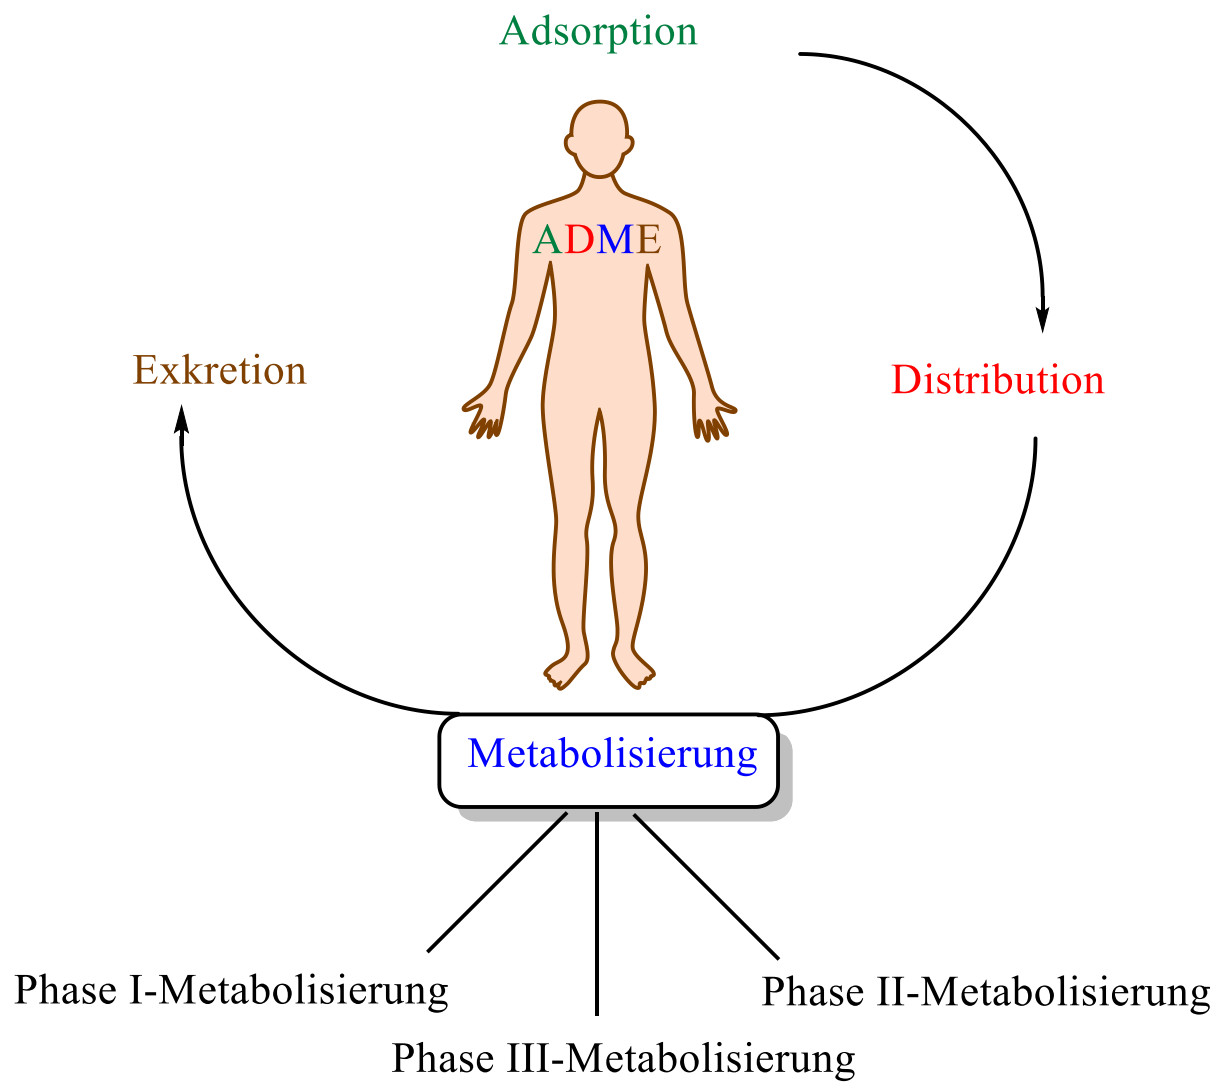 Adsorption
ADME
Exkretion
Distribution
Metabolisierung
Phase I-Metabolisierung
Phase II-Metabolisierung
Phase III-Metabolisierung